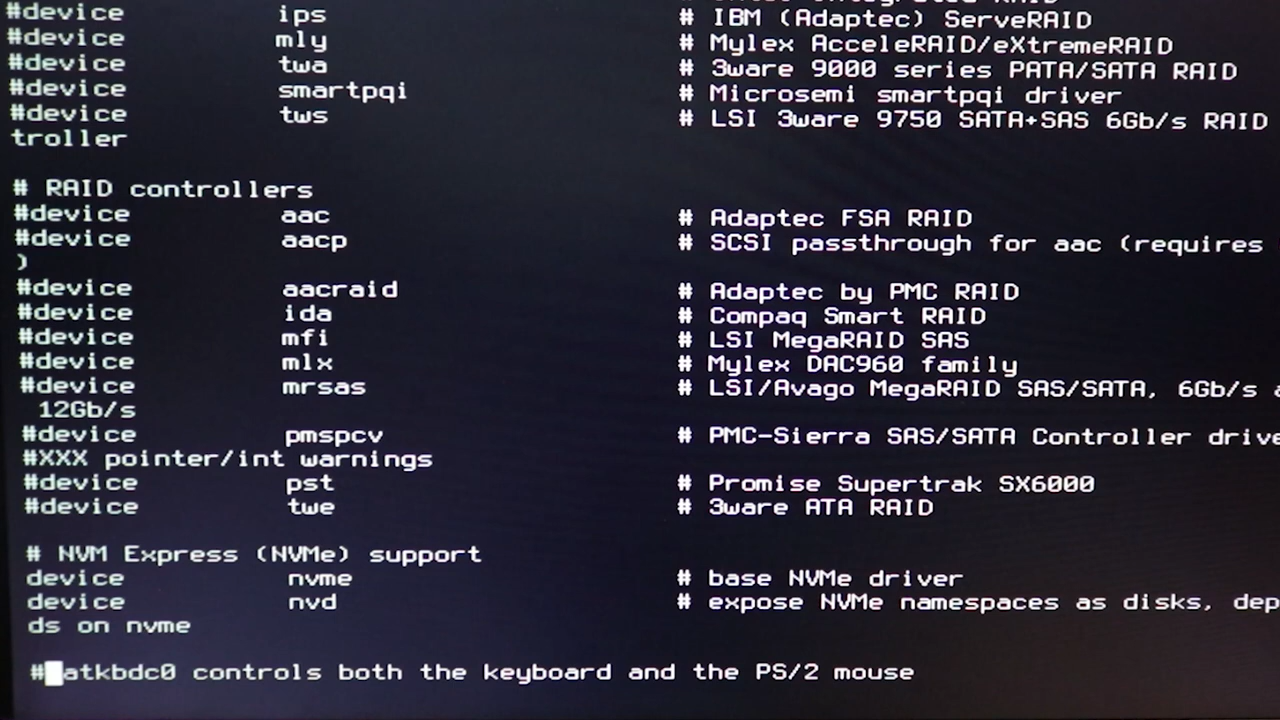 #device ips # IBM (Adaptec) ServeRAID
#device mly # Mylex AcceleRAID/eXtremeRAID
#device twa # 3ware 9000 series PATA/SATA RAID
#device smartpqi # Microsemi smartpqi driver
#device tws # LSI 3ware 9750 SATA+SAS 6Gb/s RAID
troller
# RAID controllers
#device aac # Adaptec FSA RAID
#device aacp # SCSI passthrough for aac (requires
)
#device aacraid # Adaptec by PMC RAID
#device ida # Compaq Smart RAID
#device mfi # LSI MegaRAID SAS
#device mlx # Mylex DAC960 family
#device mrsas # LSI/Avago MegaRAID SAS/SATA, 6Gb/s
12Gb/s
#device pmspcv # PMC-Sierra SAS/SATA Controller drive
#XXX pointer/int warnings
#device pst # Promise Supertrak SX6000
#device twe # 3ware ATA RAID
# NVM Express (NVMe) support
device nvme # base NVMe driver
device nvd # expose NVMe namespaces as disks, dep
ds on nvme
# atkbdc0 controls both the keyboard and the PS/2 mouse